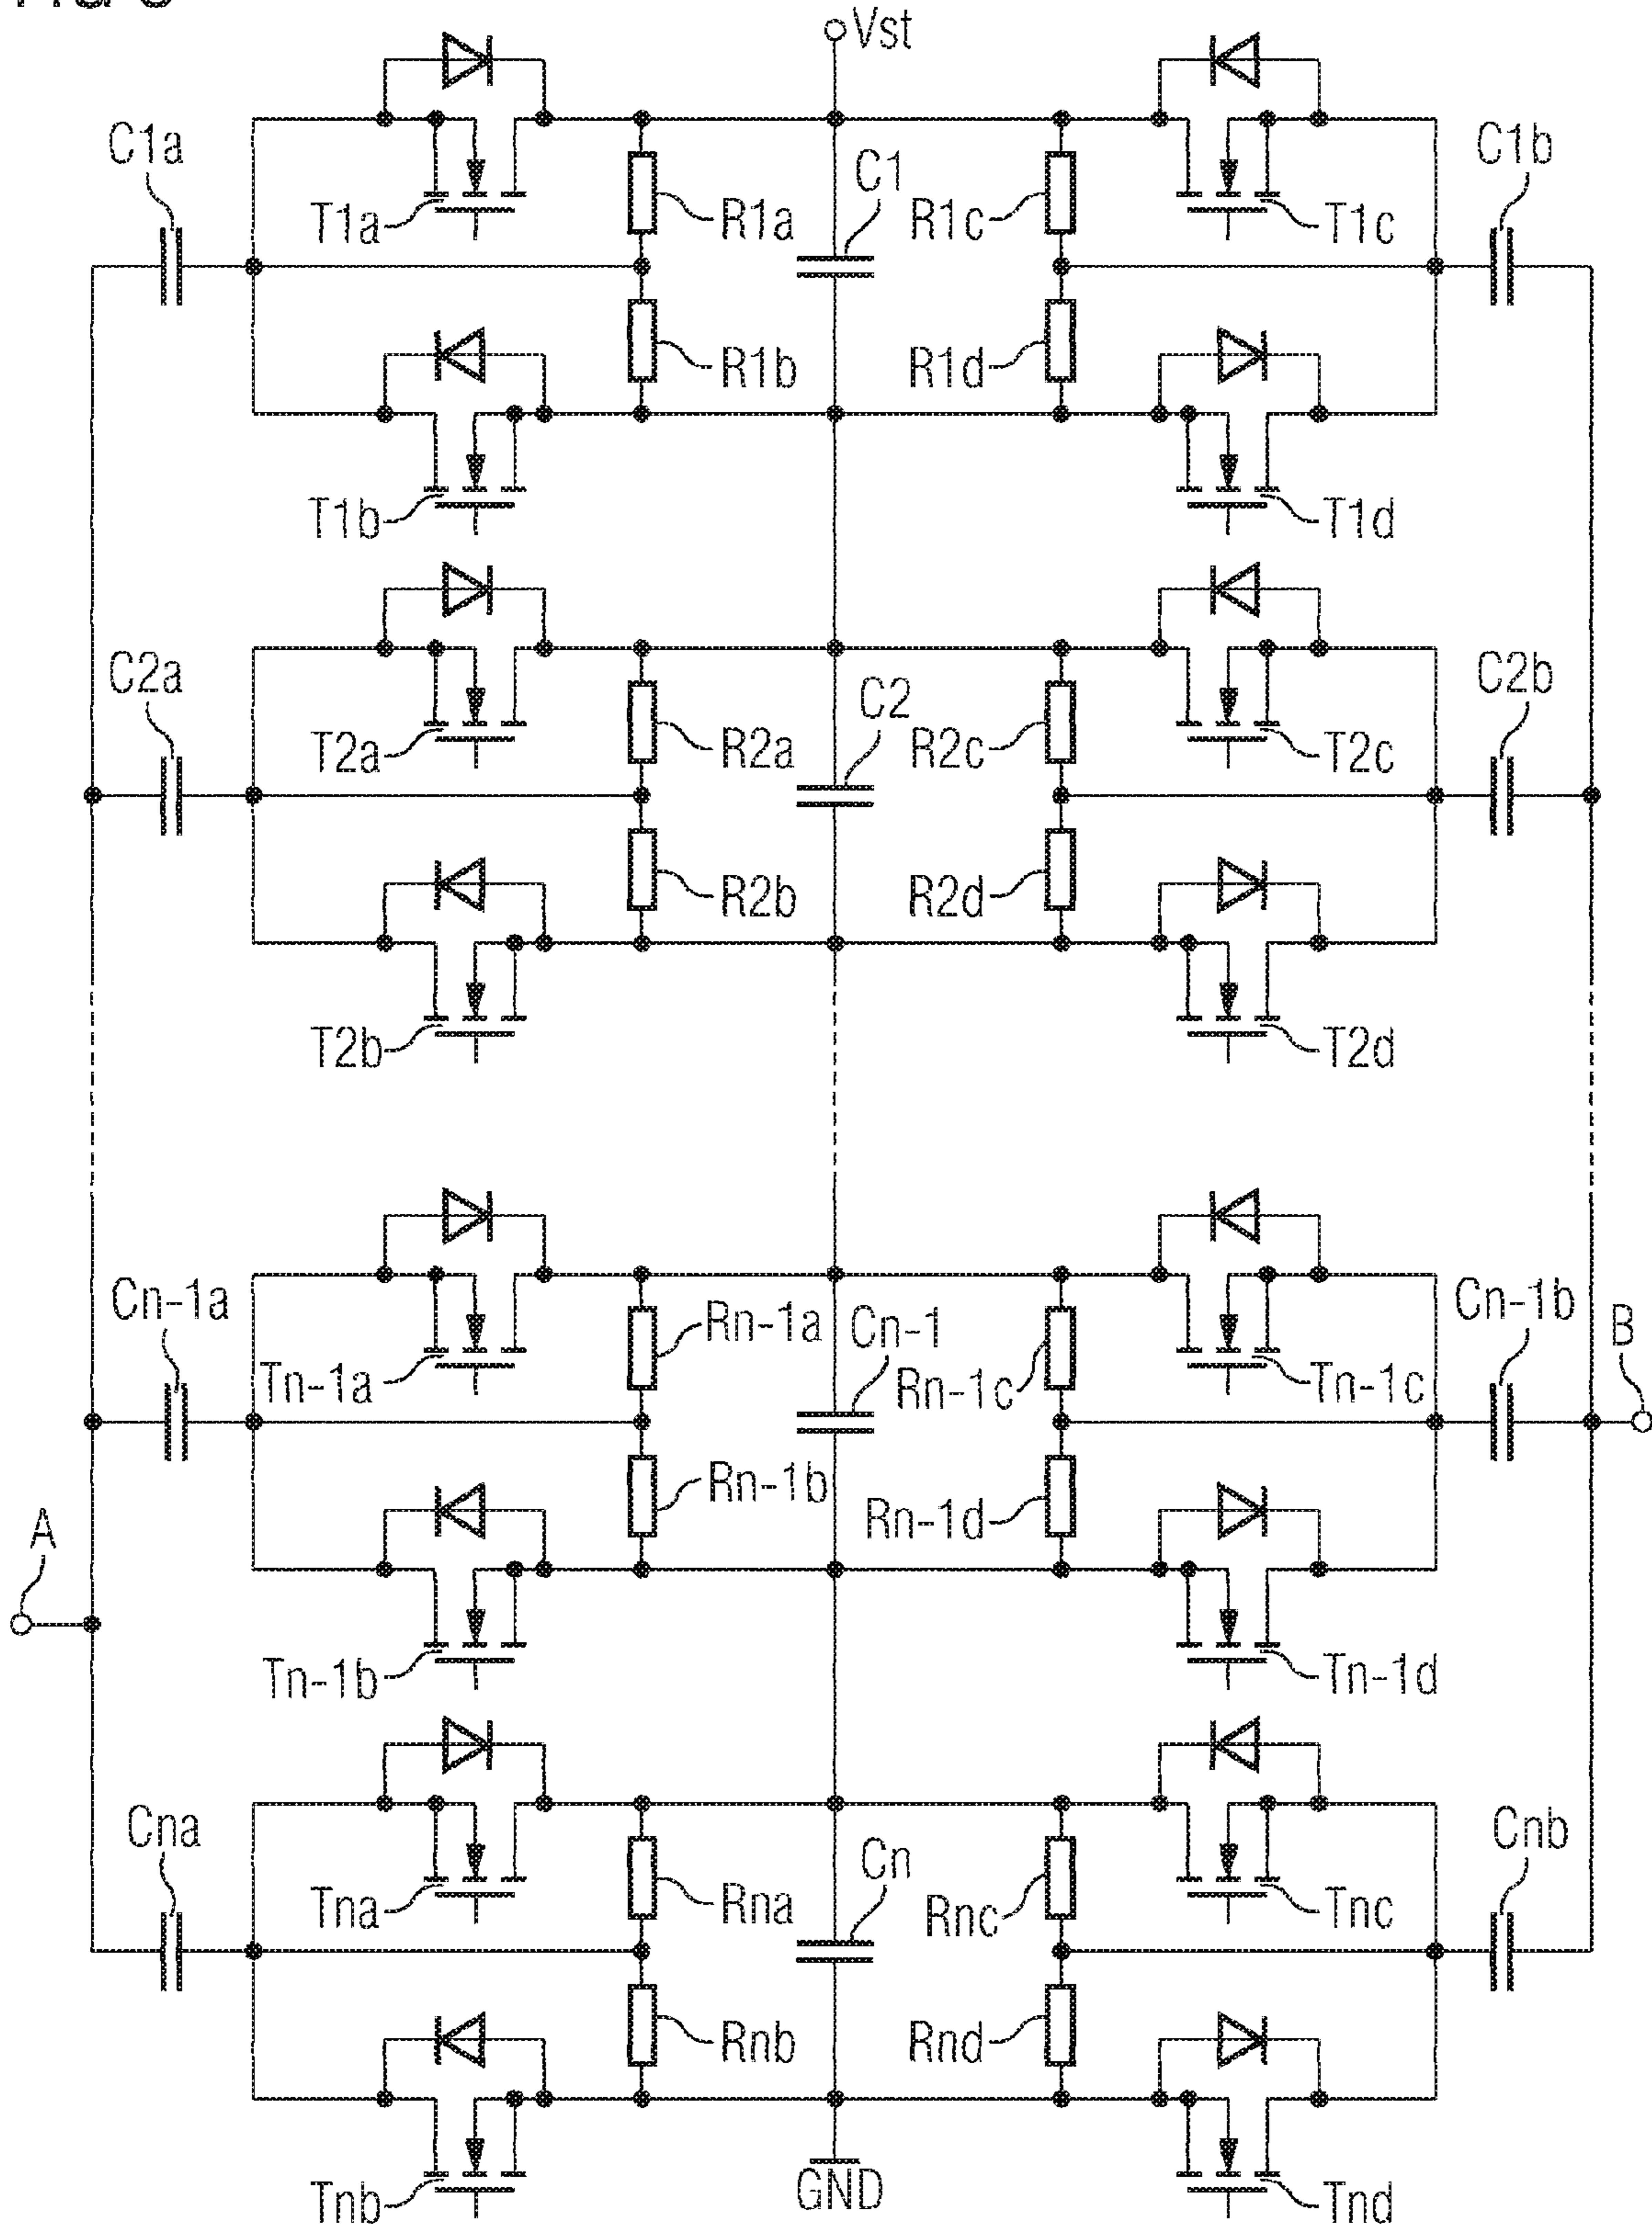 Vst
C1a
C1b
C1
T1a
R1a
R1c
T1c
R1b
R1d
T1b
T1d
C2a
C2b
C2
T2a
R2a
R2c
T2c
R2b
R2d
T2b
T2d
Cn-1a
Cn-1b
Rn-1a
Cn-1
B
Tn-1a
Rn-1c
Tn-1c
Rn-1b
Rn-1d
A
Tn-1b
Tn-1d
Cna
Cnb
Cn
Tna
Rna
Rnc
Tnc
Rnb
Rnd
Tnb
GND
Tnd